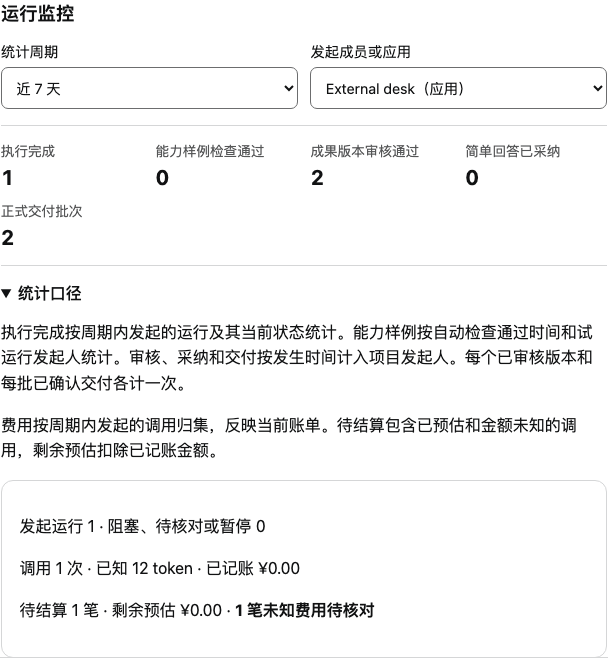 运行监控
统计周期
发起成员或应用
近 7 天
External desk（应用）
执行完成
能力样例检查通过
成果版本审核通过
简单回答已采纳
1
0
2
0
正式交付批次
2
▼ 统计口径
执行完成按周期内发起的运行及其当前状态统计。能力样例按自动检查通过时间和试
运行发起人统计。审核、采纳和交付按发生时间计入项目发起人。每个已审核版本和
每批已确认交付各计一次。
费用按周期内发起的调用归集，反映当前账单。待结算包含已预估和金额未知的调
用，剩余预估扣除已记账金额。
发起运行 1 · 阻塞、待核对或暂停 0
调用 1 次 · 已知 12 token · 已记账 ¥0.00
待结算 1 笔 · 剩余预估 ¥0.00 · 1 笔未知费用待核对